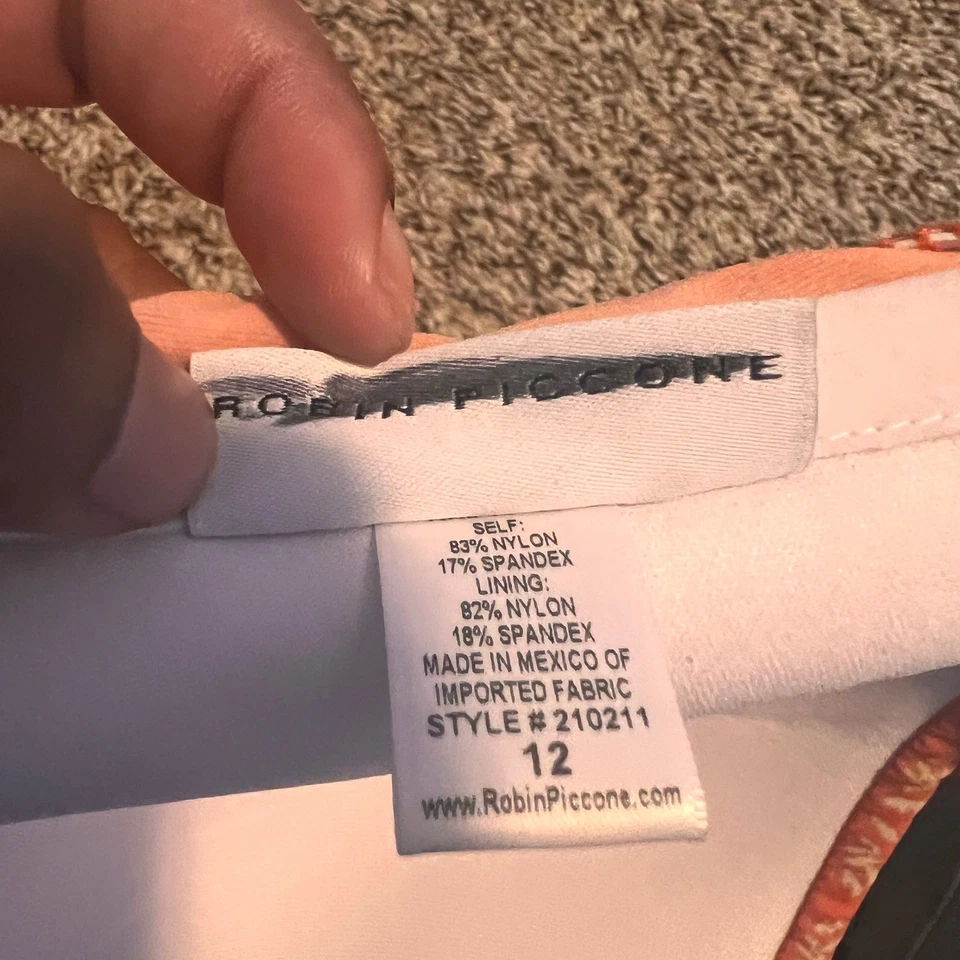 ROBIN PICCONE
SELF:
83% NYLON
17% SPANDEX
LINING:
82% NYLON
18% SPANDEX
MADE IN MEXICO OF
IMPORTED FABRIC
STYLE # 210211
12
www.RobinPiccone.com